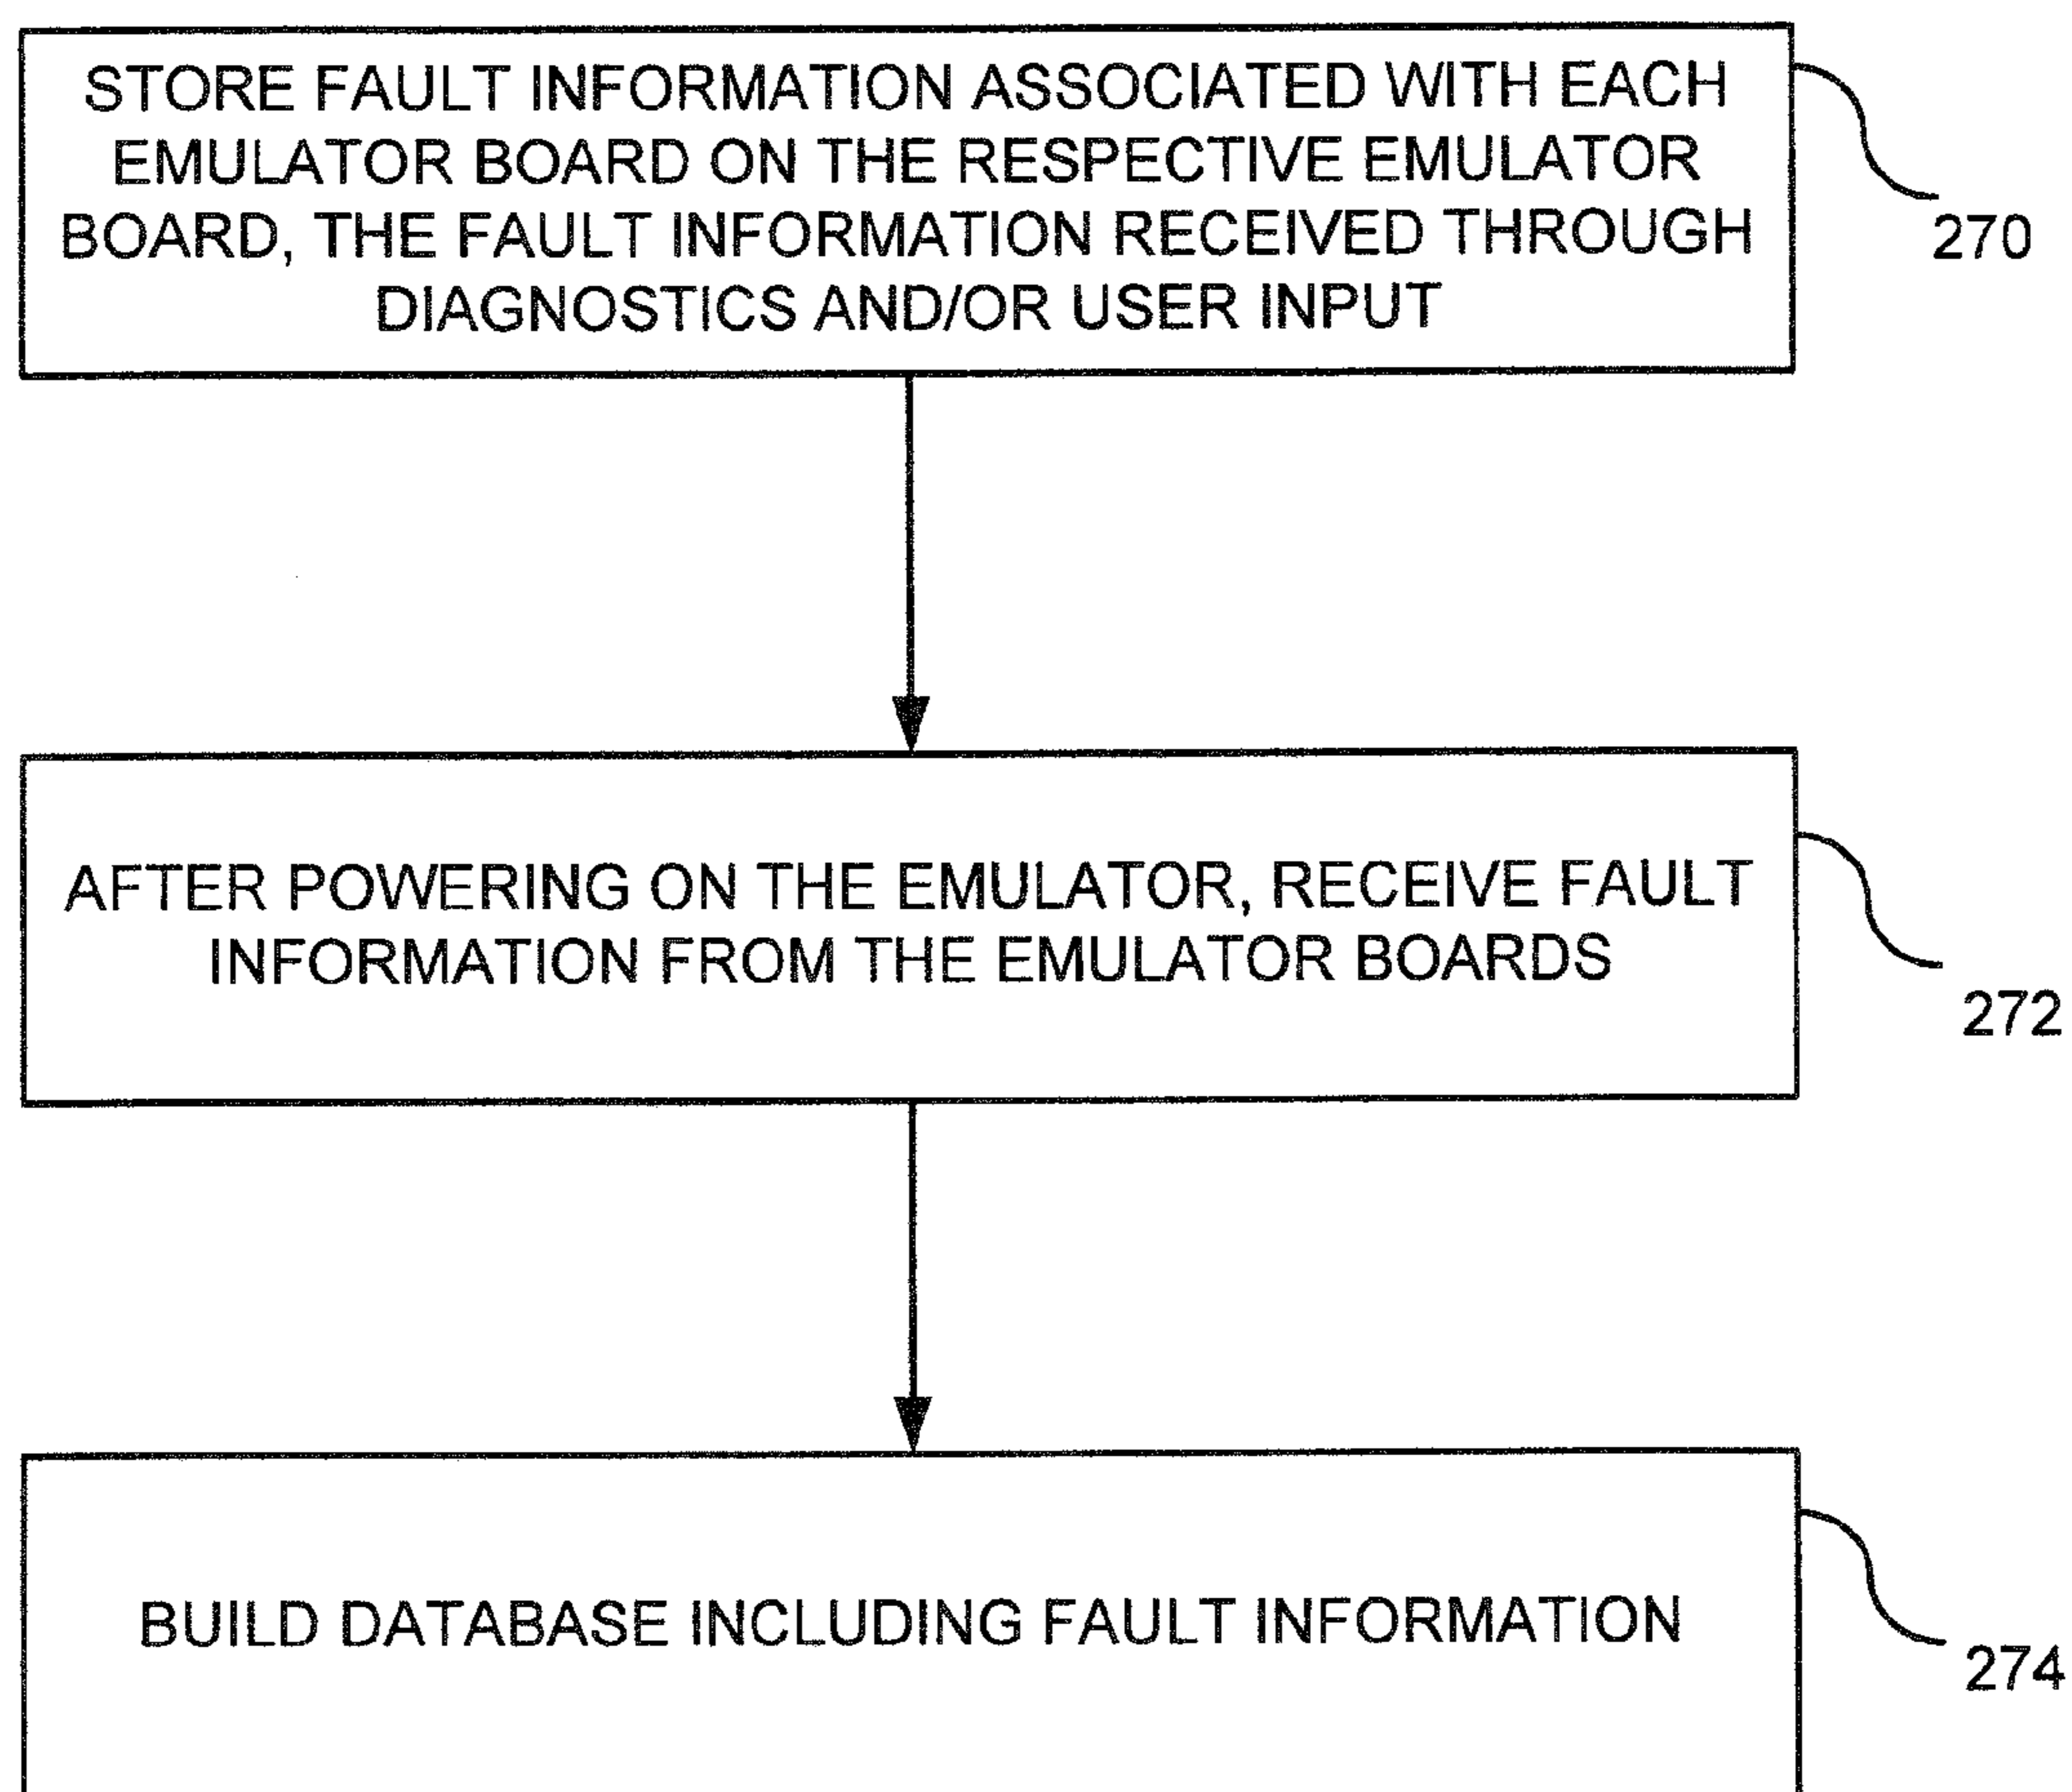 STORE FAULT INFORMATION ASSOCIATED WITH EACH
EMULATOR BOARD ON THE RESPECTIVE EMULATOR
BOARD, THE FAULT INFORMATION RECEIVED THROUGH
DIAGNOSTICS AND/OR USER INPUT
270
AFTER POWERING ON THE EMULATOR, RECEIVE FAULT
INFORMATION FROM THE EMULATOR BOARDS
272
BUILD DATABASE INCLUDING FAULT INFORMATION
274